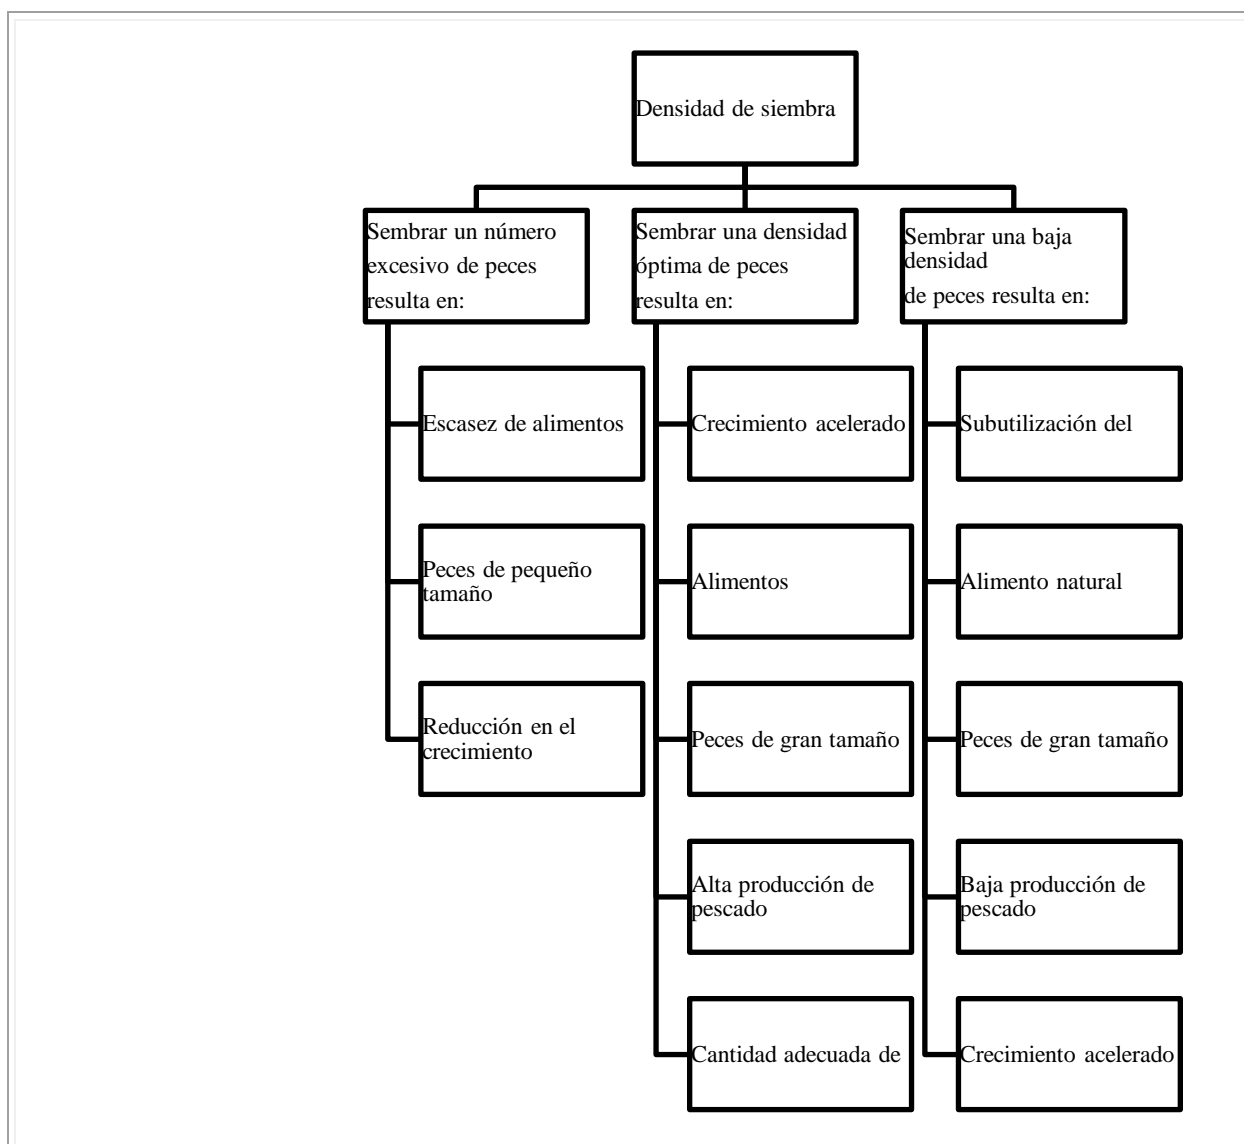 Densidad de siembra
Sembrar un número
excesivo de peces
resulta en:
Sembrar una densidad
óptima de peces
resulta en:
Sembrar una baja
densidad
de peces resulta en:
Escasez de alimentos
Crecimiento acelerado
Subutilización del
Peces de pequeño
tamaño
Alimentos
Alimento natural
Reducción en el
crecimiento
Peces de gran tamaño
Peces de gran tamaño
Alta producción de
pescado
Baja producción de
pescado
Cantidad adecuada de
Crecimiento acelerado